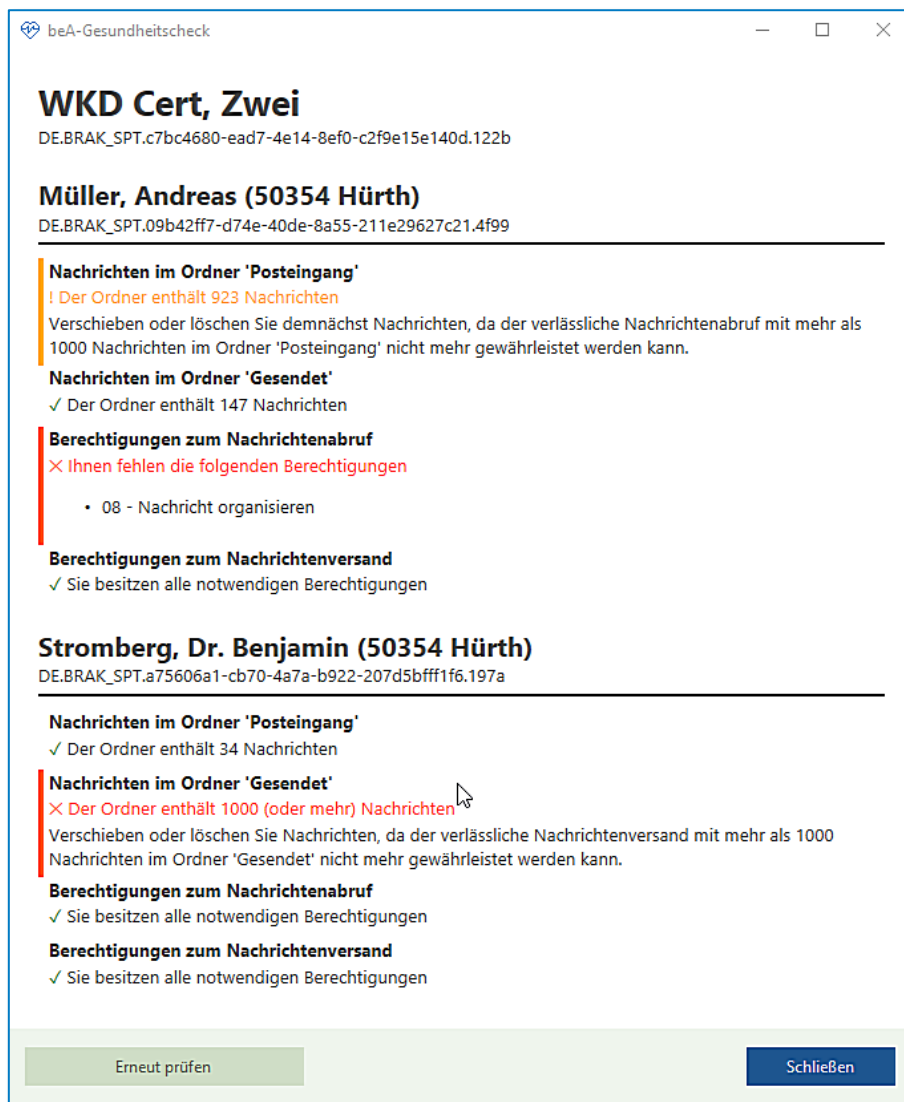 beA-Gesundheitscheck
WKD Cert, Zwei
DE.BRAK_SPT.c7bc4680-ead7-4e14-8ef0-c2f9e15e140d.122b
Müller, Andreas (50354 Hürth)
DE.BRAK_SPT.09b42ff7-d74e-40de-8a55-211e29627c21.4f99
Nachrichten im Ordner 'Posteingang'
! Der Ordner enthält 923 Nachrichten
Verschieben oder löschen Sie demnächst Nachrichten, da der verlässliche Nachrichtenabruf mit mehr als
1000 Nachrichten im Ordner 'Posteingang' nicht mehr gewährleistet werden kann.
Nachrichten im Ordner 'Gesendet'
✓ Der Ordner enthält 147 Nachrichten
Berechtigungen zum Nachrichtenabruf
✕ Ihnen fehlen die folgenden Berechtigungen
• 08 - Nachricht organisieren
Berechtigungen zum Nachrichtenversand
✓ Sie besitzen alle notwendigen Berechtigungen
Stromberg, Dr. Benjamin (50354 Hürth)
DE.BRAK_SPT.a75606a1-cb70-4a7a-b922-207d5bfff1f6.197a
Nachrichten im Ordner 'Posteingang'
✓ Der Ordner enthält 34 Nachrichten
Nachrichten im Ordner 'Gesendet'
✕ Der Ordner enthält 1000 (oder mehr) Nachrichten
Verschieben oder löschen Sie Nachrichten, da der verlässliche Nachrichtenversand mit mehr als 1000
Nachrichten im Ordner 'Gesendet' nicht mehr gewährleistet werden kann.
Berechtigungen zum Nachrichtenabruf
✓ Sie besitzen alle notwendigen Berechtigungen
Berechtigungen zum Nachrichtenversand
✓ Sie besitzen alle notwendigen Berechtigungen
Erneut prüfen
Schließen